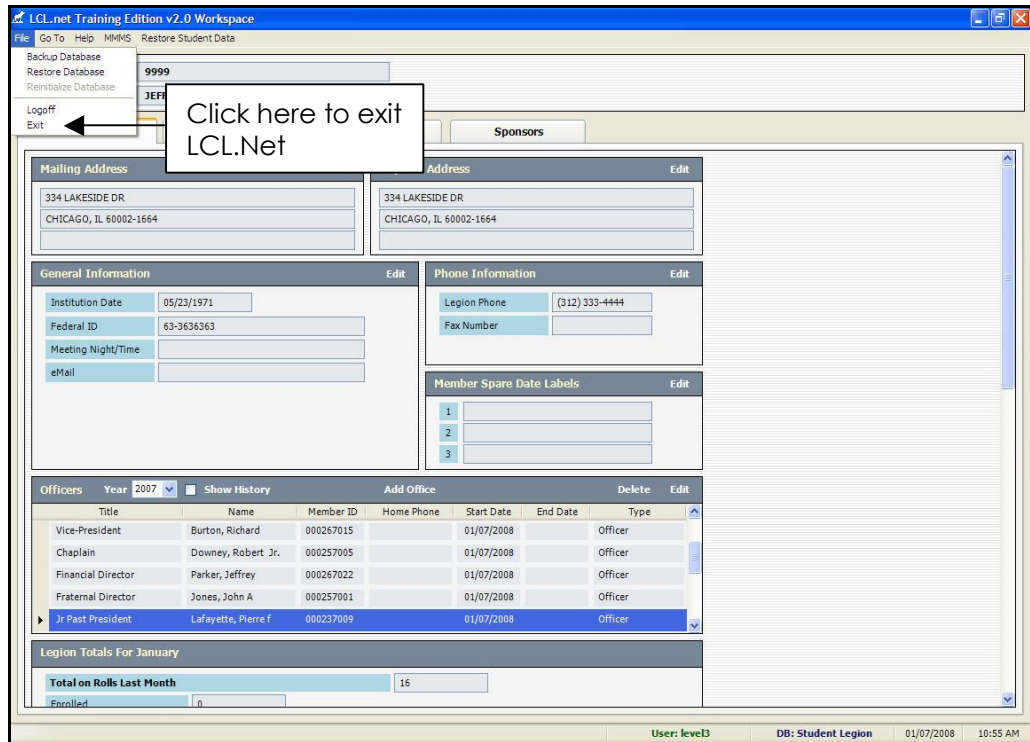 LCL.net Training Edition v2.0 Workspace
File Go To Help MMMS Restore Student Data
Backup Database
Restore Database
Reinitialize Database
Logoff
Exit
9999
Click here to exit
LCL.Net
Sponsors
Mailing Address
Address Edit
334 LAKESIDE DR 334 LAKESIDE DR
CHICAGO, IL 60002-1664 CHICAGO, IL 60002-1664
General Information Edit Phone Information Edit
Institution Date 05/23/1971 Legion Phone (312) 333-4444
Federal ID 63-3636363 Fax Number
Meeting Night/Time
eMail
Member Spare Date Labels Edit
1
2
3
Officers Year 2007 Show History Add Office Delete Edit
Title Name Member ID Home Phone Start Date End Date Type
Vice-President Burton, Richard 000267015 01/07/2008 Officer
Chaplain Downey, Robert Jr. 000257005 01/07/2008 Officer
Financial Director Parker, Jeffrey 000267022 01/07/2008 Officer
Fraternal Director Jones, John A 000257001 01/07/2008 Officer
Jr Past President Lafayette, Pierre f 000237009 01/07/2008 Officer
Legion Totals For January
Total on Rolls Last Month 16
Enrolled 0
User: level3 DB: Student Legion 01/07/2008 10:55 AM